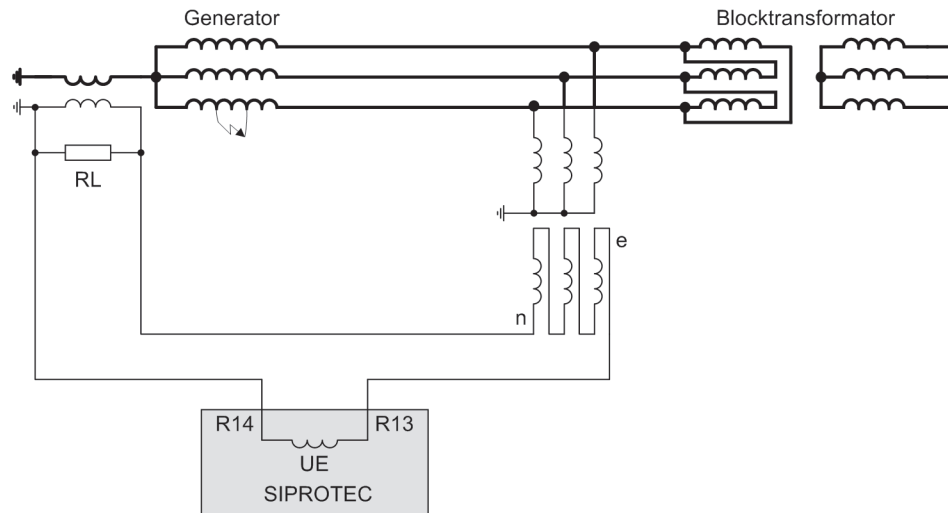 Generator
Blocktransformator
RL
e
n
R14
R13
UE
SIPROTEC